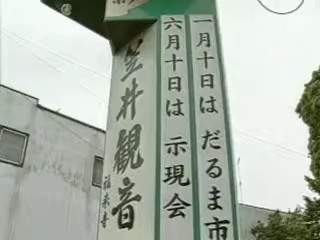 一月十日は だるま市
六月十日は 示現会
笠井観音
福来寺